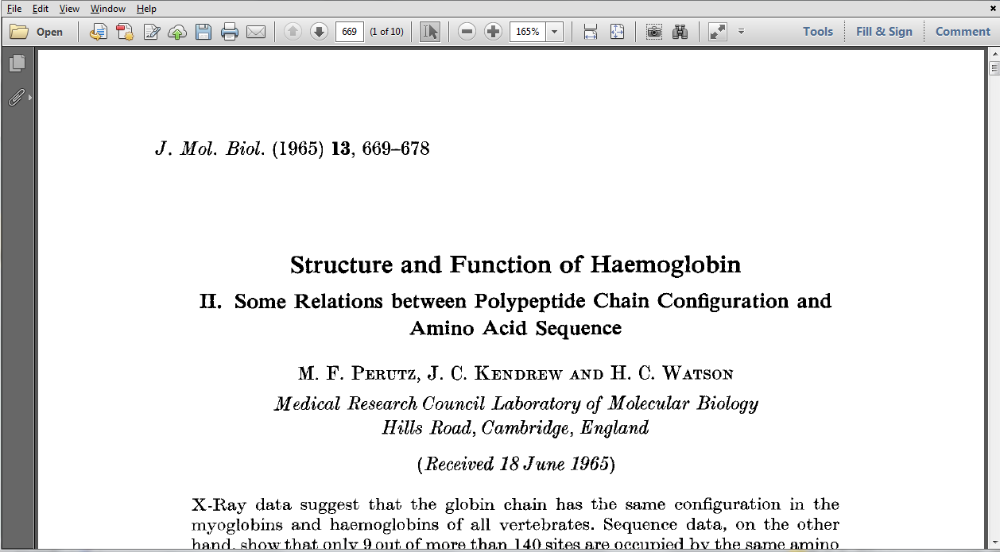 File Edit View Window Help
Open 669 (1 of 10) 165% Tools Fill & Sign Comment
J. Mol. Biol. (1965) 13, 669–678
Structure and Function of Haemoglobin
II. Some Relations between Polypeptide Chain Configuration and
Amino Acid Sequence
M. F. Perutz, J. C. Kendrew and H. C. Watson
Medical Research Council Laboratory of Molecular Biology
Hills Road, Cambridge, England
(Received 18 June 1965)
X-Ray data suggest that the globin chain has the same configuration in the
myoglobins and haemoglobins of all vertebrates. Sequence data, on the other
hand, show that only 9 out of more than 140 sites are occupied by the same amino